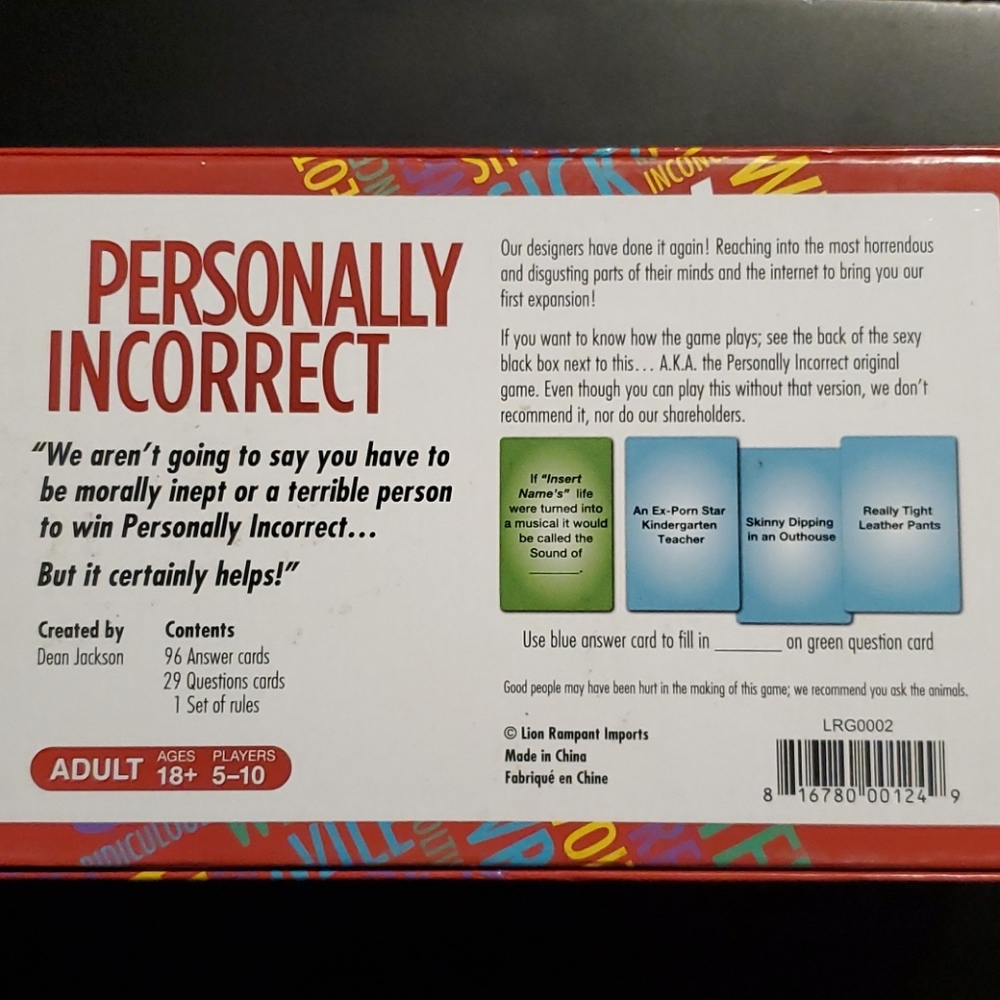 SICK
INCON
PERSONALLY
INCORRECT
“We aren’t going to say you have to
be morally inept or a terrible person
to win Personally Incorrect...
But it certainly helps!”
Created by
Dean Jackson
Contents
96 Answer cards
29 Questions cards
1 Set of rules
ADULT
AGES
18+
PLAYERS
5–10
Our designers have done it again! Reaching into the most horrendous
and disgusting parts of their minds and the internet to bring you our
first expansion!
If you want to know how the game plays; see the back of the sexy
black box next to this... A.K.A. the Personally Incorrect original
game. Even though you can play this without that version, we don’t
recommend it, nor do our shareholders.
If “Insert
Name’s” life
were turned into
a musical it would
be called the
Sound of
______.
An Ex-Porn Star
Kindergarten
Teacher
Skinny Dipping
in an Outhouse
Really Tight
Leather Pants
Use blue answer card to fill in ______ on green question card
Good people may have been hurt in the making of this game; we recommend you ask the animals.
© Lion Rampant Imports
Made in China
Fabriqué en Chine
LRG0002
8 16780 00124 9
RIDICULOU
VILE